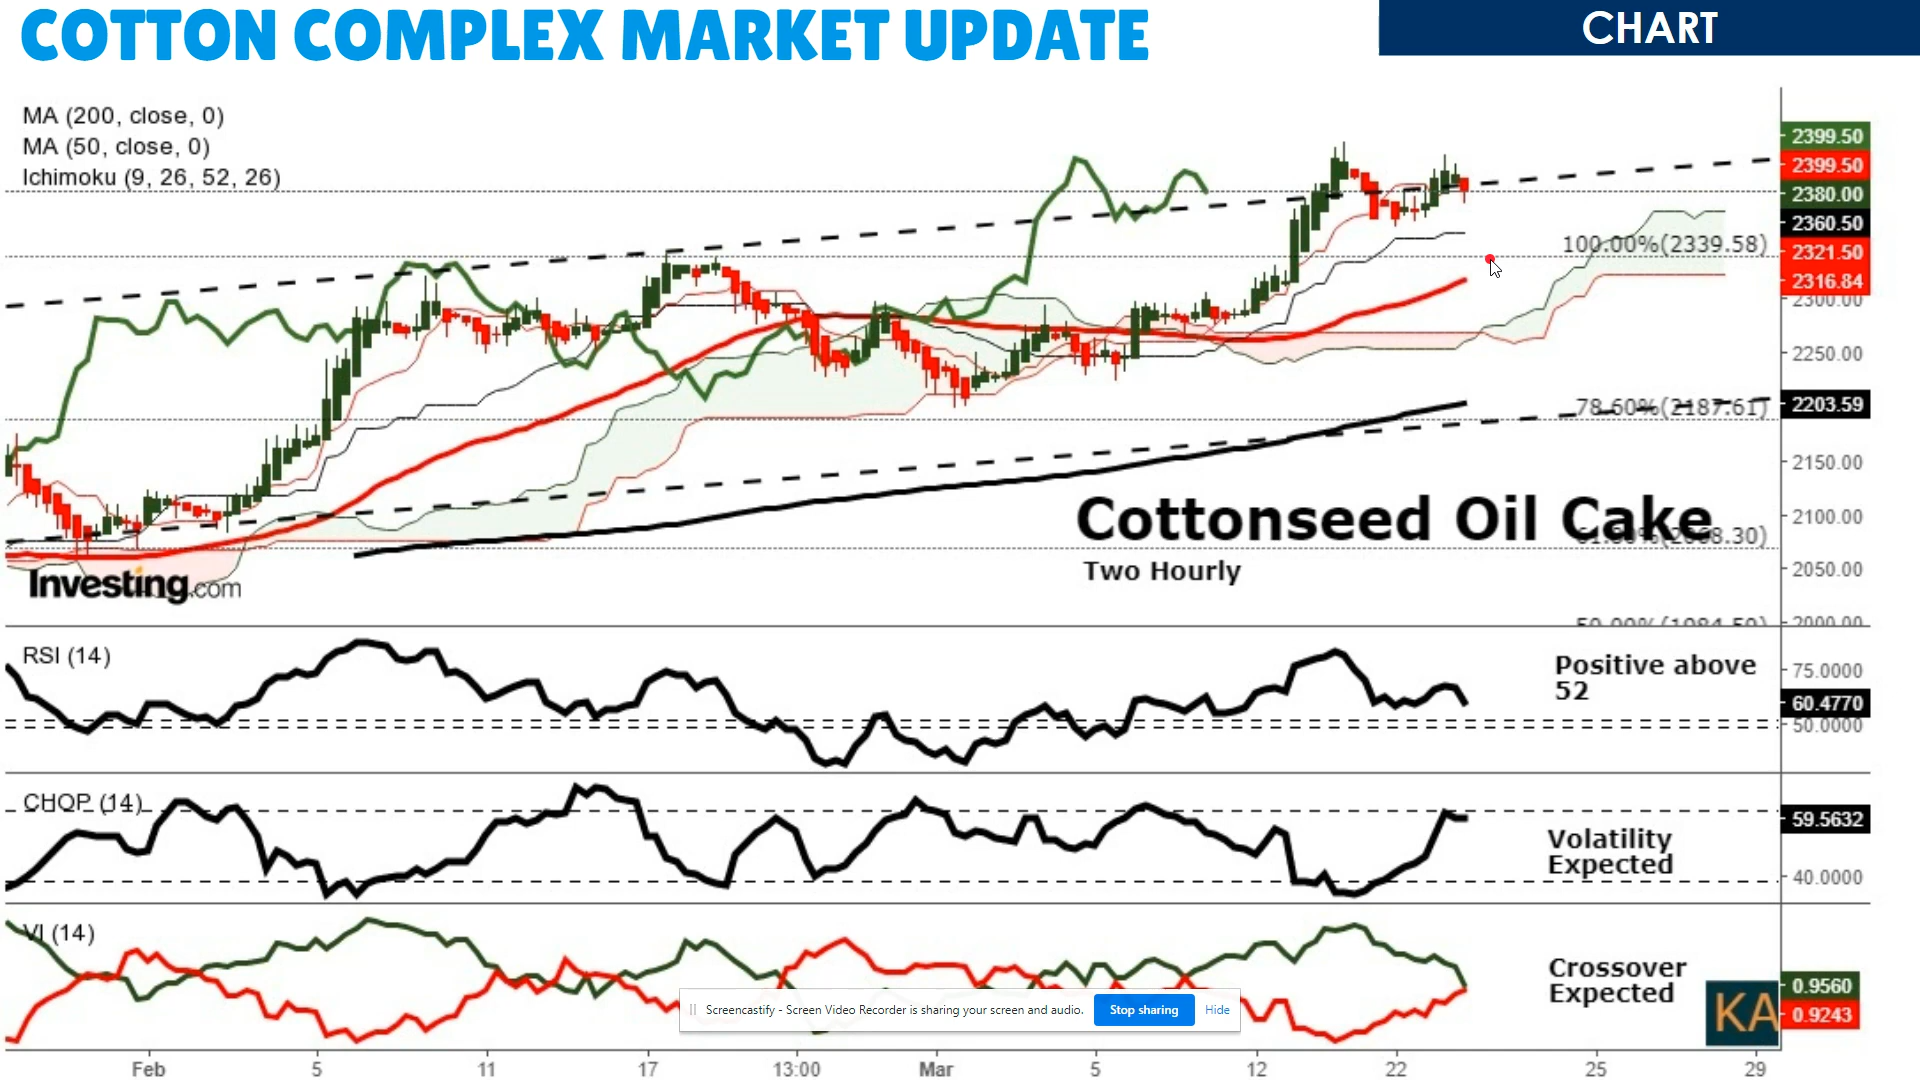 COTTON COMPLEX MARKET UPDATE
CHART
MA (200, close, 0)
MA (50, close, 0)
Ichimoku (9, 26, 52, 26)
2399.50
2399.50
2380.00
2360.50
100.00%(2339.58)
2321.50
2316.84
2300.00
2250.00
78.60%(2187.61)
2203.59
2150.00
Cottonseed Oil Cake
2100.00
Two Hourly
2050.00
Investing.com
2000.00
RSI (14)
Positive above
52
75.0000
60.4770
50.0000
CHOP (14)
59.5632
Volatility
Expected
40.0000
VI (14)
Crossover
Expected
0.9560
KA
0.9243
Screencastify - Screen Video Recorder is sharing your screen and audio.
Stop sharing
Hide
Feb 5 11 17 13:00 Mar 5 12 22 25 29